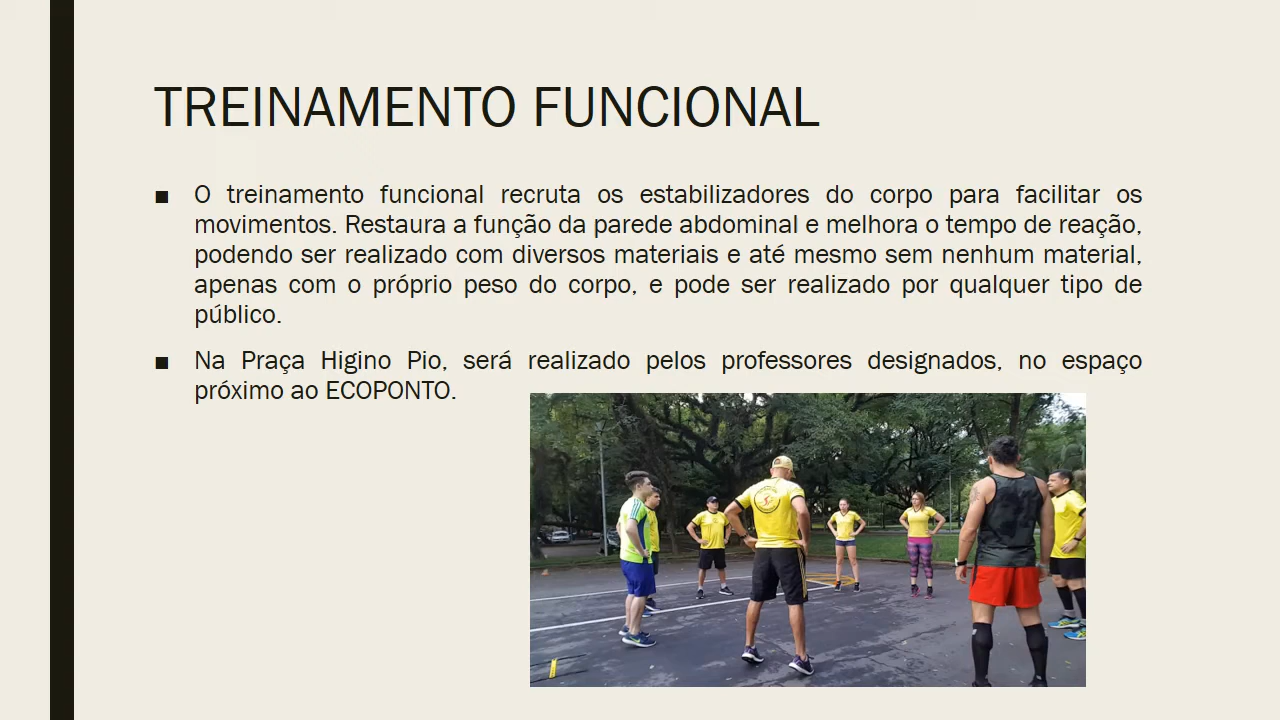 TREINAMENTO FUNCIONAL
■ O treinamento funcional recruta os estabilizadores do corpo para facilitar os
movimentos. Restaura a função da parede abdominal e melhora o tempo de reação,
podendo ser realizado com diversos materiais e até mesmo sem nenhum material,
apenas com o próprio peso do corpo, e pode ser realizado por qualquer tipo de
público.
■ Na Praça Higino Pio, será realizado pelos professores designados, no espaço
próximo ao ECOPONTO.